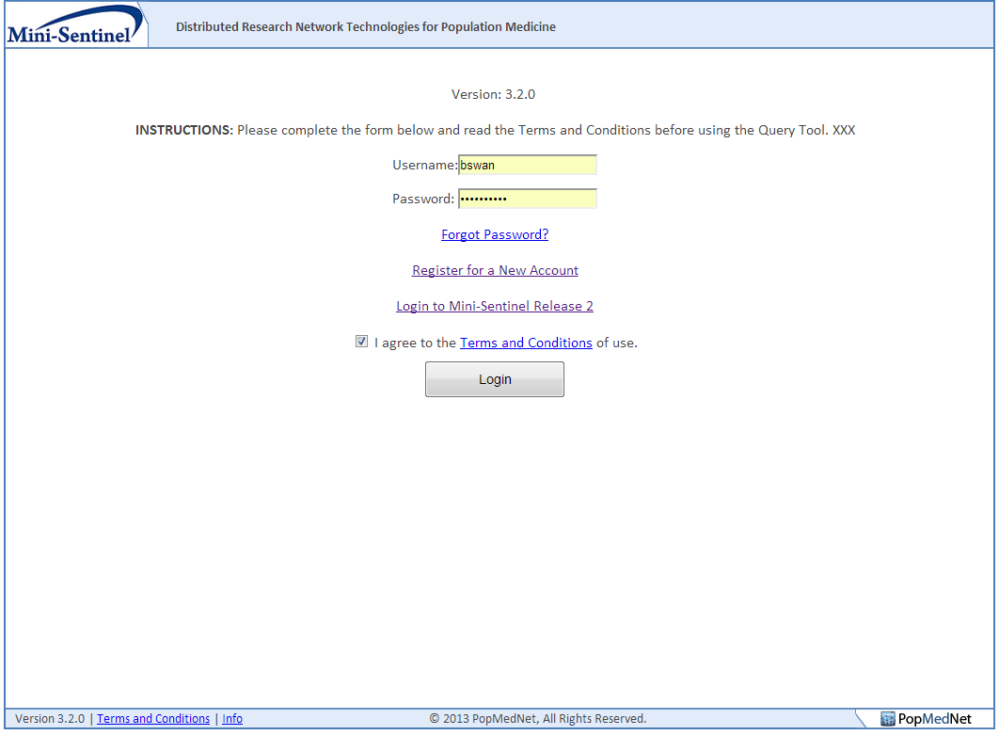 Mini-Sentinel
Distributed Research Network Technologies for Population Medicine
Version: 3.2.0
INSTRUCTIONS: Please complete the form below and read the Terms and Conditions before using the Query Tool. XXX
Username: bswan
Password: ••••••••••
Forgot Password?
Register for a New Account
Login to Mini-Sentinel Release 2
I agree to the Terms and Conditions of use.
Login
Version 3.2.0 | Terms and Conditions | Info
© 2013 PopMedNet, All Rights Reserved.
PopMedNet